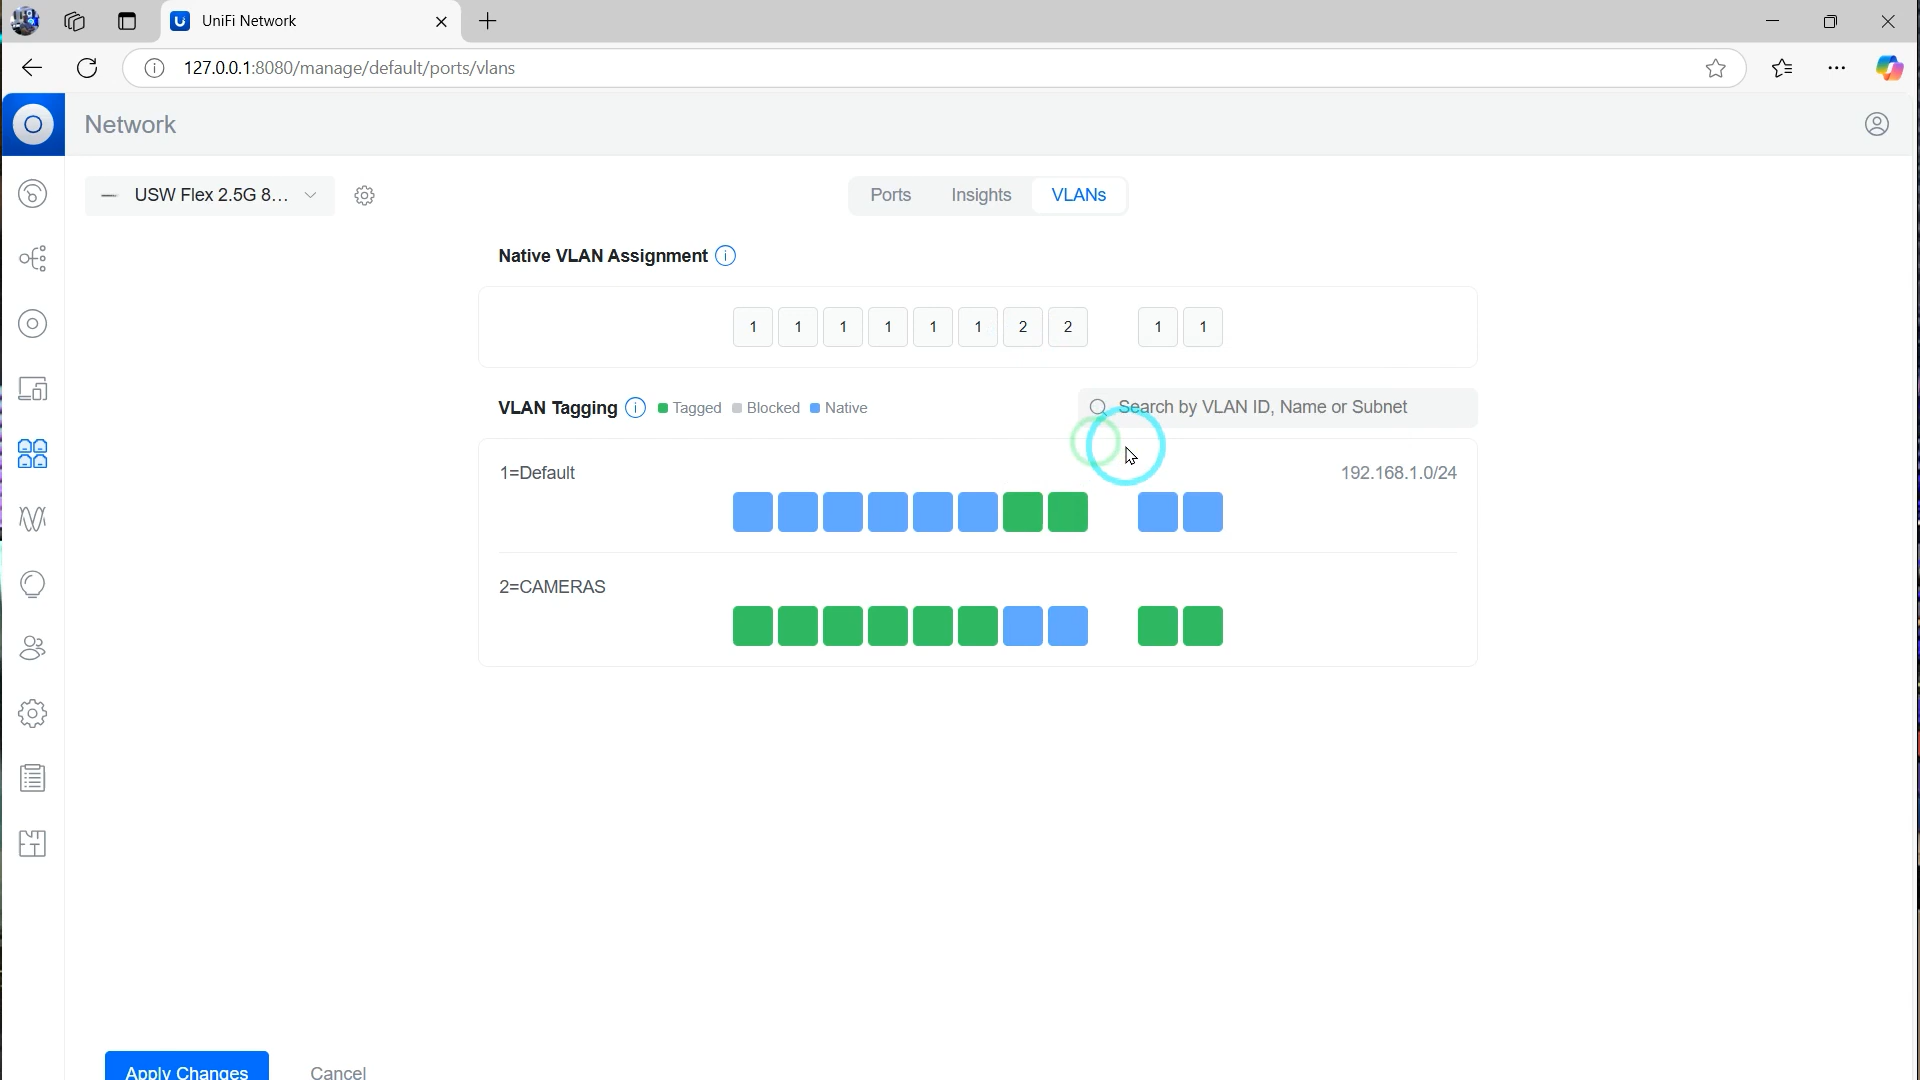 UniFi Network
127.0.0.1:8080/manage/default/ports/vlans
Network
USW Flex 2.5G 8...
Ports
Insights
VLANs
Native VLAN Assignment
1 1 1 1 1 1 2 2 1 1
VLAN Tagging
Tagged
Blocked
Native
Search by VLAN ID, Name or Subnet
1=Default
192.168.1.0/24
2=CAMERAS
Apply Changes
Cancel